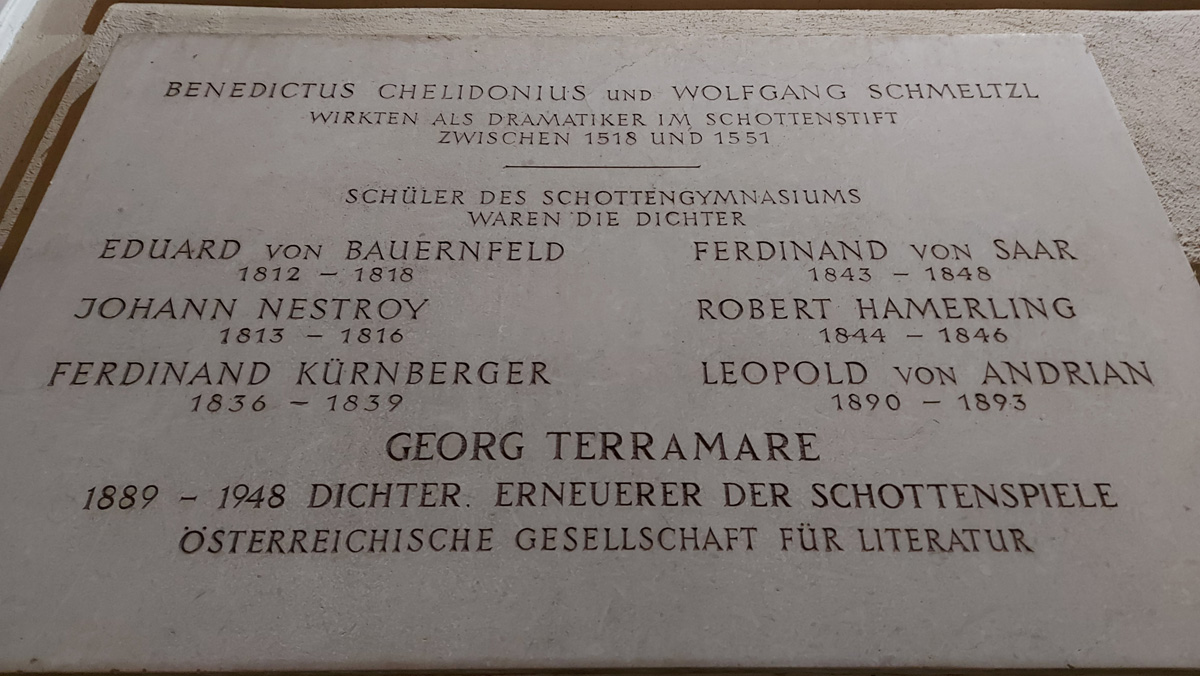 BENEDICTUS CHELIDONIUS UND WOLFGANG SCHMELTZL
WIRKTEN ALS DRAMATIKER IM SCHOTTENSTIFT
ZWISCHEN 1518 UND 1551
SCHÜLER DES SCHOTTENGYMNASIUMS
WAREN DIE DICHTER
EDUARD VON BAUERNFELD
1812 – 1818
FERDINAND VON SAAR
1843 – 1848
JOHANN NESTROY
1813 – 1816
ROBERT HAMERLING
1844 – 1846
FERDINAND KÜRNBERGER
1836 – 1839
LEOPOLD VON ANDRIAN
1890 – 1893
GEORG TERRAMARE
1889 – 1948 DICHTER. ERNEUERER DER SCHOTTENSPIELE
ÖSTERREICHISCHE GESELLSCHAFT FÜR LITERATUR